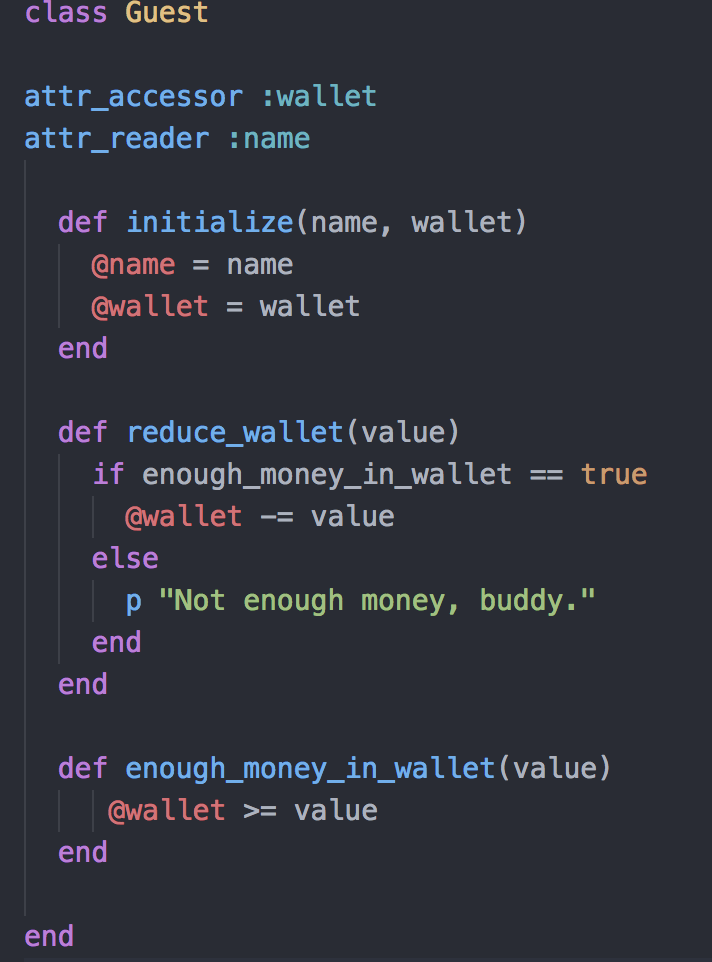 class Guest
attr_accessor :wallet
attr_reader :name
def initialize(name, wallet)
@name = name
@wallet = wallet
end
def reduce_wallet(value)
if enough_money_in_wallet == true
@wallet -= value
else
p "Not enough money, buddy."
end
end
def enough_money_in_wallet(value)
@wallet >= value
end
end